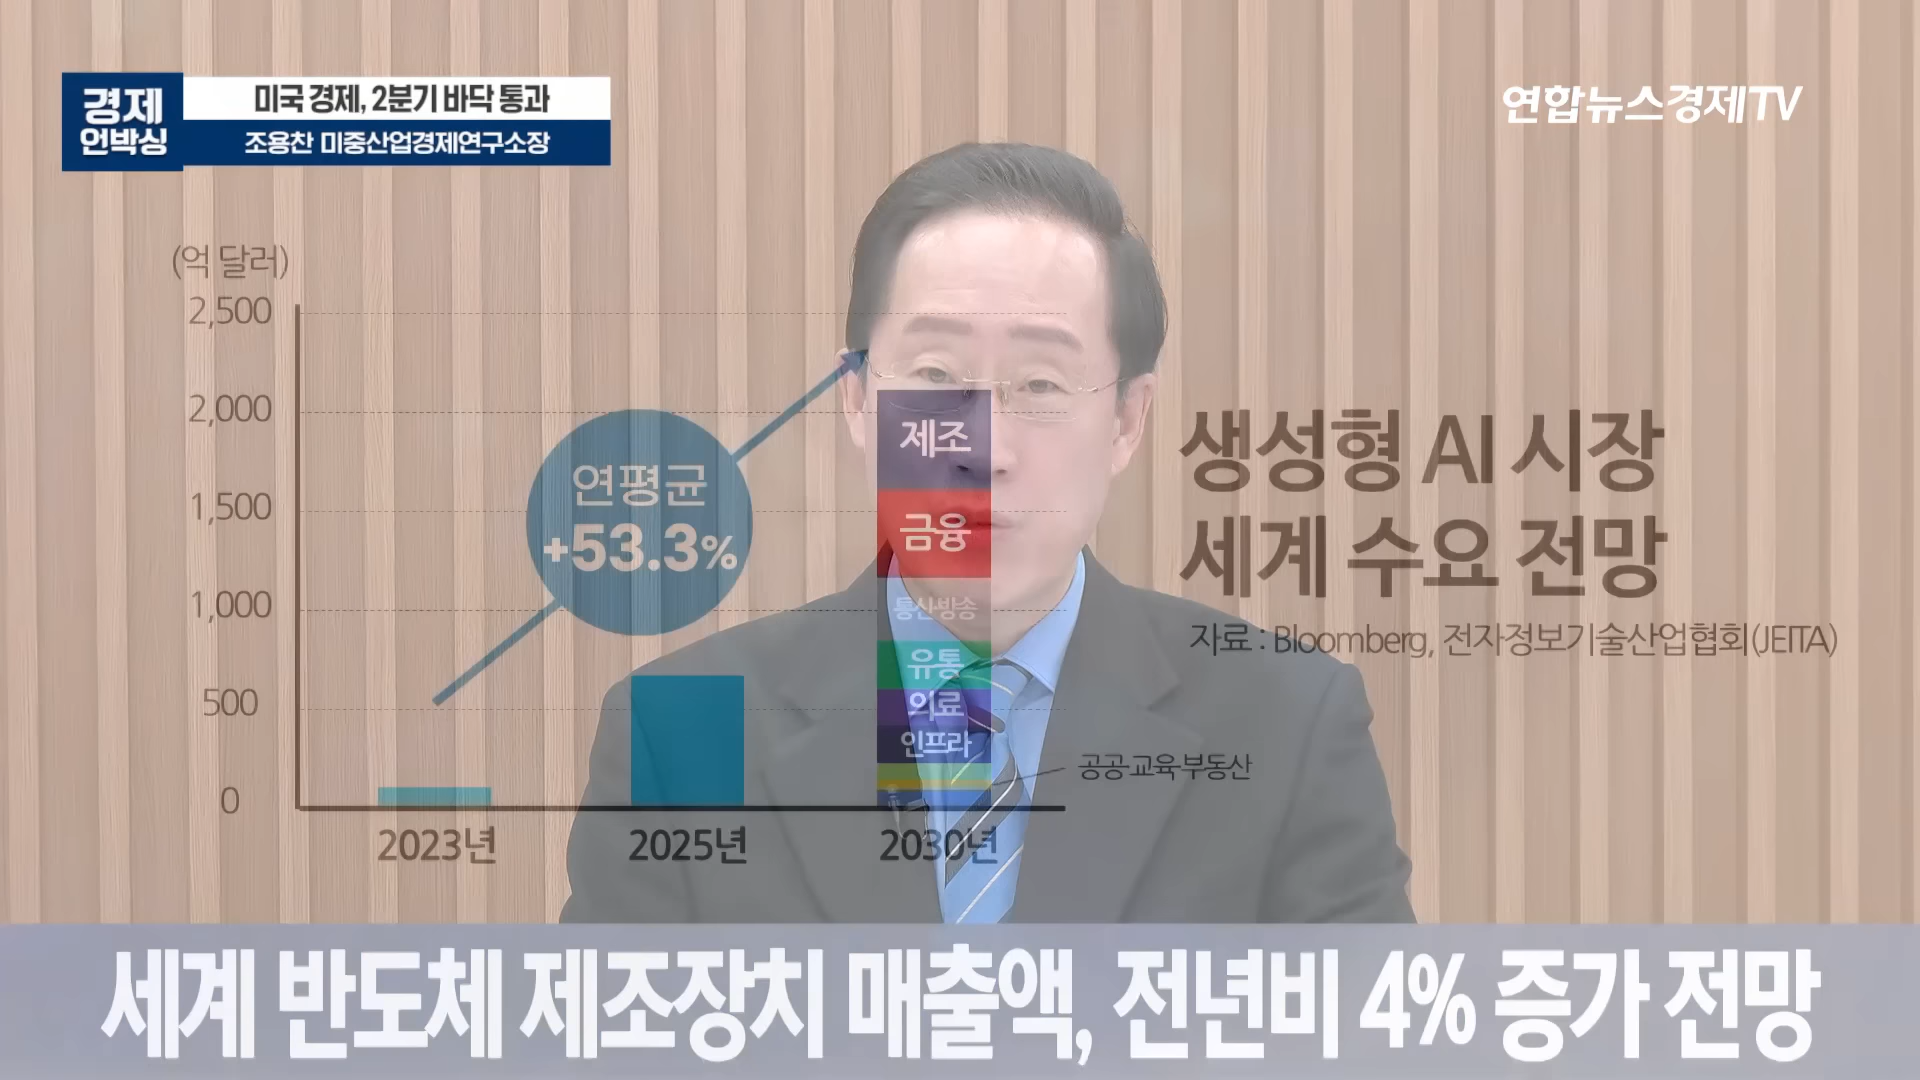 경제
언박싱
미국 경제, 2분기 바닥 통과
조용찬 미중산업경제연구소장
연합뉴스경제TV
(억 달러)
2,500
2,000
1,500
1,000
500
0
연평균
+53.3%
제조
금융
통신·방송
유통
의료
인프라
공공·교육·부동산
2023년
2025년
2030년
생성형 AI 시장
세계 수요 전망
자료 : Bloomberg, 전자정보기술산업협회(JEITA)
세계 반도체 제조장치 매출액, 전년비 4% 증가 전망